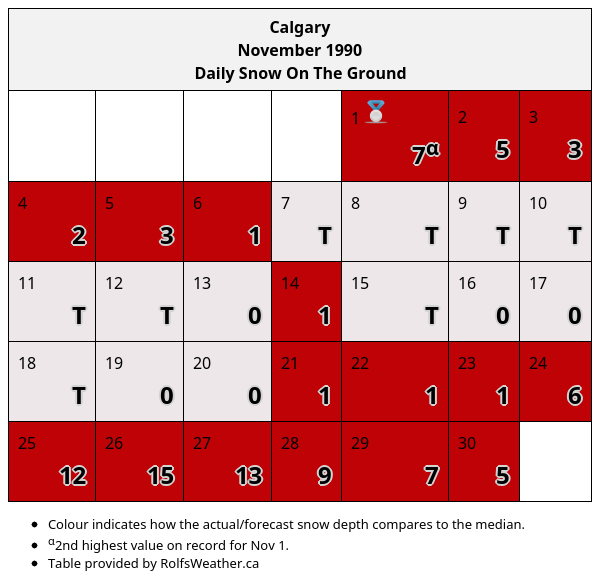 Calgary
November 1990
Daily Snow On The Ground
1 2 3
7α 5 3
4 5 6 7 8 9 10
2 3 1 T T T T
11 12 13 14 15 16 17
T T 0 1 T 0 0
18 19 20 21 22 23 24
T 0 0 1 1 1 6
25 26 27 28 29 30
12 15 13 9 7 5
• Colour indicates how the actual/forecast snow depth compares to the median.
• α2nd highest value on record for Nov 1.
• Table provided by RolfsWeather.ca